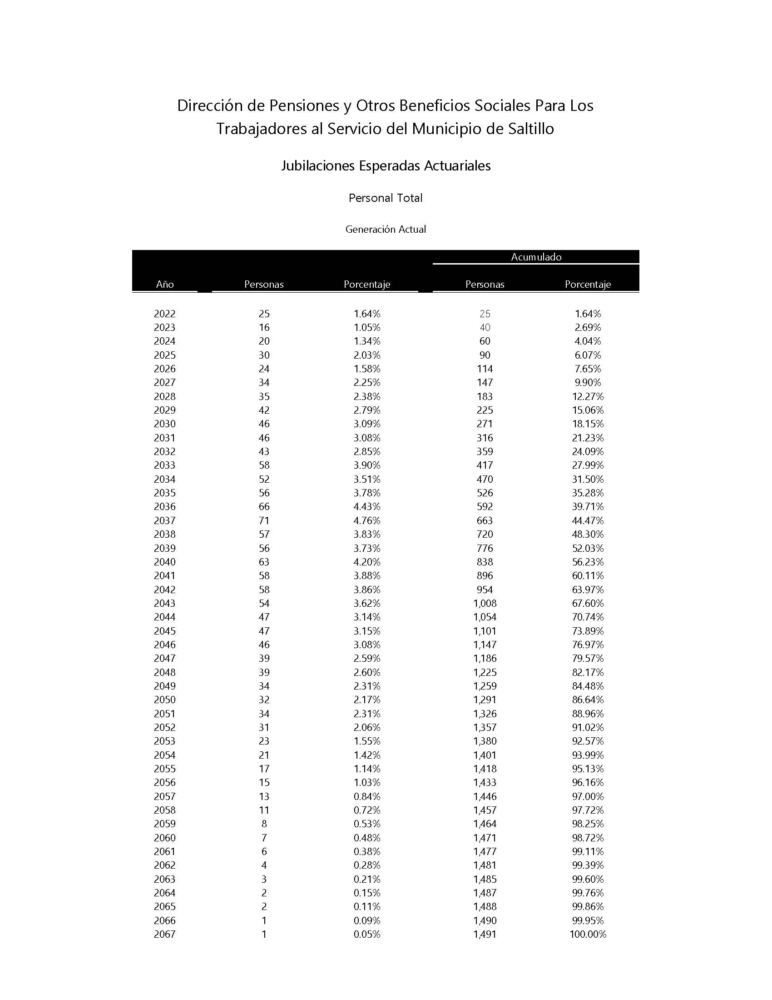 Dirección de Pensiones y Otros Beneficios Sociales Para Los
Trabajadores al Servicio del Municipio de Saltillo
Jubilaciones Esperadas Actuariales
Personal Total
Generación Actual
Acumulado
Año Personas Porcentaje Personas Porcentaje
2022 25 1.64% 25 1.64%
2023 16 1.05% 40 2.69%
2024 20 1.34% 60 4.04%
2025 30 2.03% 90 6.07%
2026 24 1.58% 114 7.65%
2027 34 2.25% 147 9.90%
2028 35 2.38% 183 12.27%
2029 42 2.79% 225 15.06%
2030 46 3.09% 271 18.15%
2031 46 3.08% 316 21.23%
2032 43 2.85% 359 24.09%
2033 58 3.90% 417 27.99%
2034 52 3.51% 470 31.50%
2035 56 3.78% 526 35.28%
2036 66 4.43% 592 39.71%
2037 71 4.76% 663 44.47%
2038 57 3.83% 720 48.30%
2039 56 3.73% 776 52.03%
2040 63 4.20% 838 56.23%
2041 58 3.88% 896 60.11%
2042 58 3.86% 954 63.97%
2043 54 3.62% 1,008 67.60%
2044 47 3.14% 1,054 70.74%
2045 47 3.15% 1,101 73.89%
2046 46 3.08% 1,147 76.97%
2047 39 2.59% 1,186 79.57%
2048 39 2.60% 1,225 82.17%
2049 34 2.31% 1,259 84.48%
2050 32 2.17% 1,291 86.64%
2051 34 2.31% 1,326 88.96%
2052 31 2.06% 1,357 91.02%
2053 23 1.55% 1,380 92.57%
2054 21 1.42% 1,401 93.99%
2055 17 1.14% 1,418 95.13%
2056 15 1.03% 1,433 96.16%
2057 13 0.84% 1,446 97.00%
2058 11 0.72% 1,457 97.72%
2059 8 0.53% 1,464 98.25%
2060 7 0.48% 1,471 98.72%
2061 6 0.38% 1,477 99.11%
2062 4 0.28% 1,481 99.39%
2063 3 0.21% 1,485 99.60%
2064 2 0.15% 1,487 99.76%
2065 2 0.11% 1,488 99.86%
2066 1 0.09% 1,490 99.95%
2067 1 0.05% 1,491 100.00%